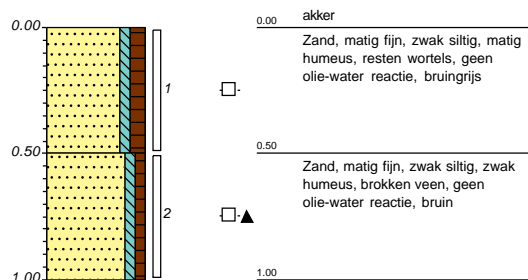 akker
0.00
0.00
Zand, matig fijn, zwak siltig, matig
humeus, resten wortels, geen
olie-water reactie, bruingrijs
1
0.50
0.50
Zand, matig fijn, zwak siltig, zwak
humeus, brokken veen, geen
olie-water reactie, bruin
2
1.00
1.00